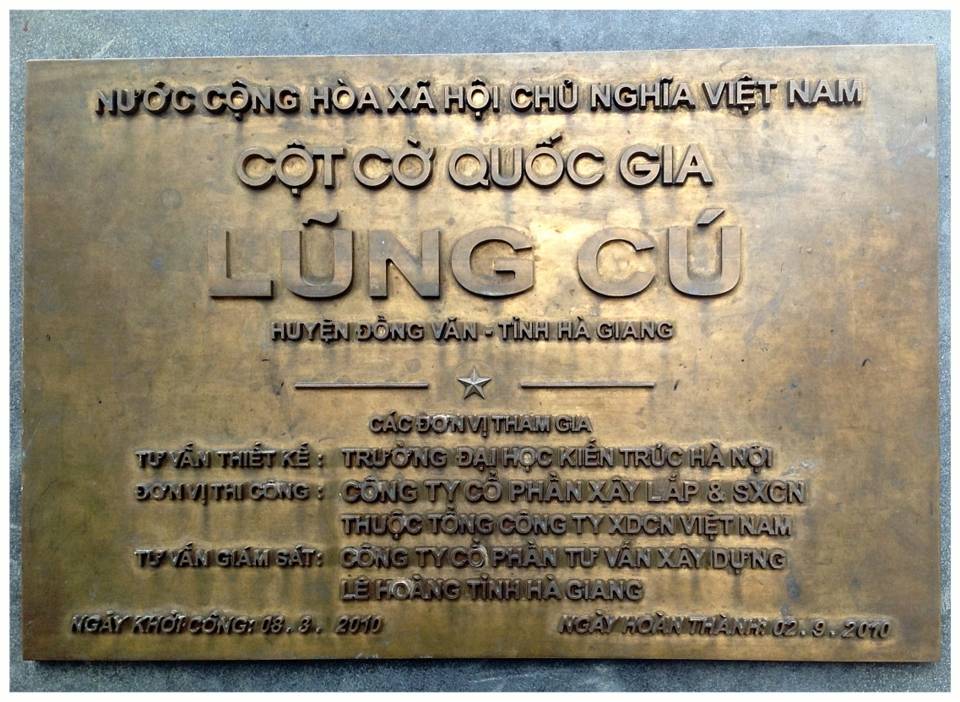 NƯỚC CỘNG HÒA XÃ HỘI CHỦ NGHĨA VIỆT NAM
CỘT CỜ QUỐC GIA
LŨNG CÚ
HUYỆN ĐỒNG VĂN - TỈNH HÀ GIANG
CÁC ĐƠN VỊ THAM GIA
TƯ VẤN THIẾT KẾ : TRƯỜNG ĐẠI HỌC KIẾN TRÚC HÀ NỘI
ĐƠN VỊ THI CÔNG : CÔNG TY CỔ PHẦN XÂY LẮP & SXCN
THUỘC TỔNG CÔNG TY XDCN VIỆT NAM
TƯ VẤN GIÁM SÁT: CÔNG TY CỔ PHẦN TƯ VẤN XÂY DỰNG
LÊ HOÀNG TỈNH HÀ GIANG
NGÀY KHỞI CÔNG: 08 . 3 . 2010 NGÀY HOÀN THÀNH: 02 . 9 . 2010